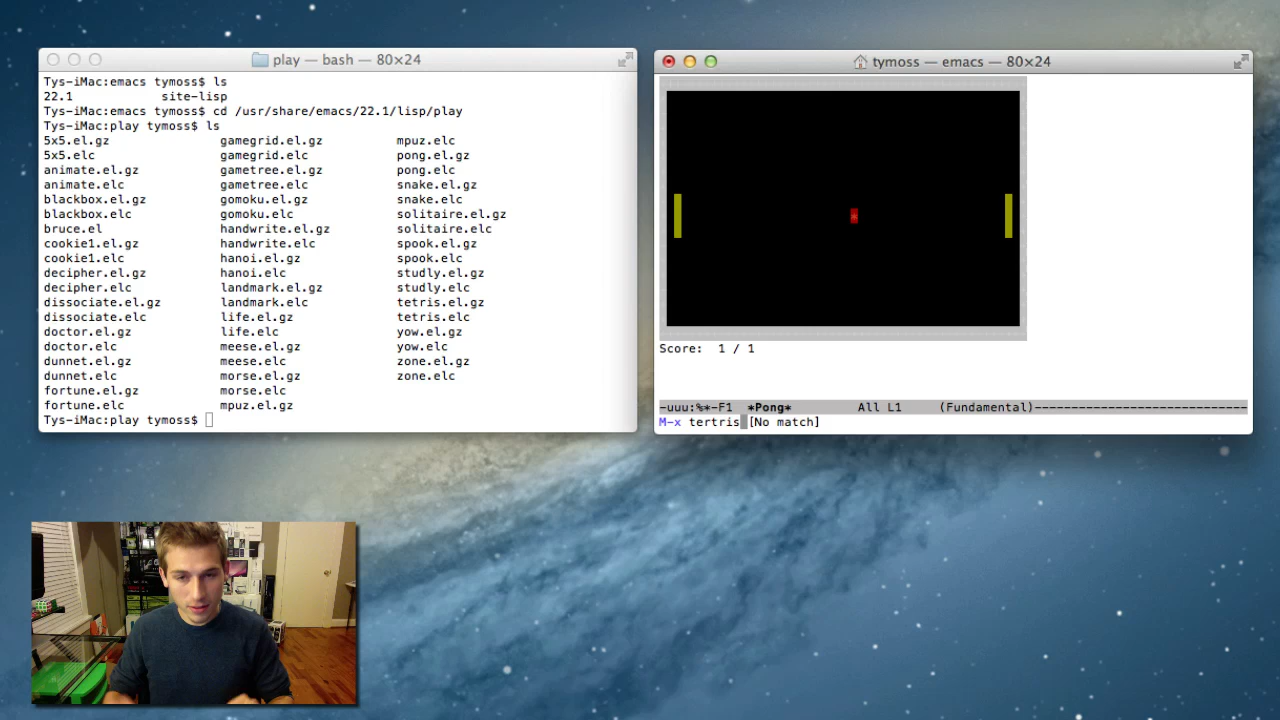 play — bash — 80×24
Tys-iMac:emacs tymoss$ ls
22.1 site-lisp
Tys-iMac:emacs tymoss$ cd /usr/share/emacs/22.1/lisp/play
Tys-iMac:play tymoss$ ls
5x5.el.gz gamegrid.el.gz mpuz.elc
5x5.elc gamegrid.elc pong.el.gz
animate.el.gz gametree.el.gz pong.elc
animate.elc gametree.elc snake.el.gz
blackbox.el.gz gomoku.el.gz snake.elc
blackbox.elc gomoku.elc solitaire.el.gz
bruce.el handwrite.el.gz solitaire.elc
cookie1.el.gz handwrite.elc spook.el.gz
cookie1.elc hanoi.el.gz spook.elc
decipher.el.gz hanoi.elc studly.el.gz
decipher.elc landmark.el.gz studly.elc
dissociate.el.gz landmark.elc tetris.el.gz
dissociate.elc life.el.gz tetris.elc
doctor.el.gz life.elc yow.el.gz
doctor.elc meese.el.gz yow.elc
dunnet.el.gz meese.elc zone.el.gz
dunnet.elc morse.el.gz zone.elc
fortune.el.gz morse.elc
fortune.elc mpuz.el.gz
Tys-iMac:play tymoss$
tymoss — emacs — 80×24
*
Score: 1 / 1
-uuu:%*-F1 *Pong* All L1 (Fundamental)----------------------------
M-x tertris [No match]